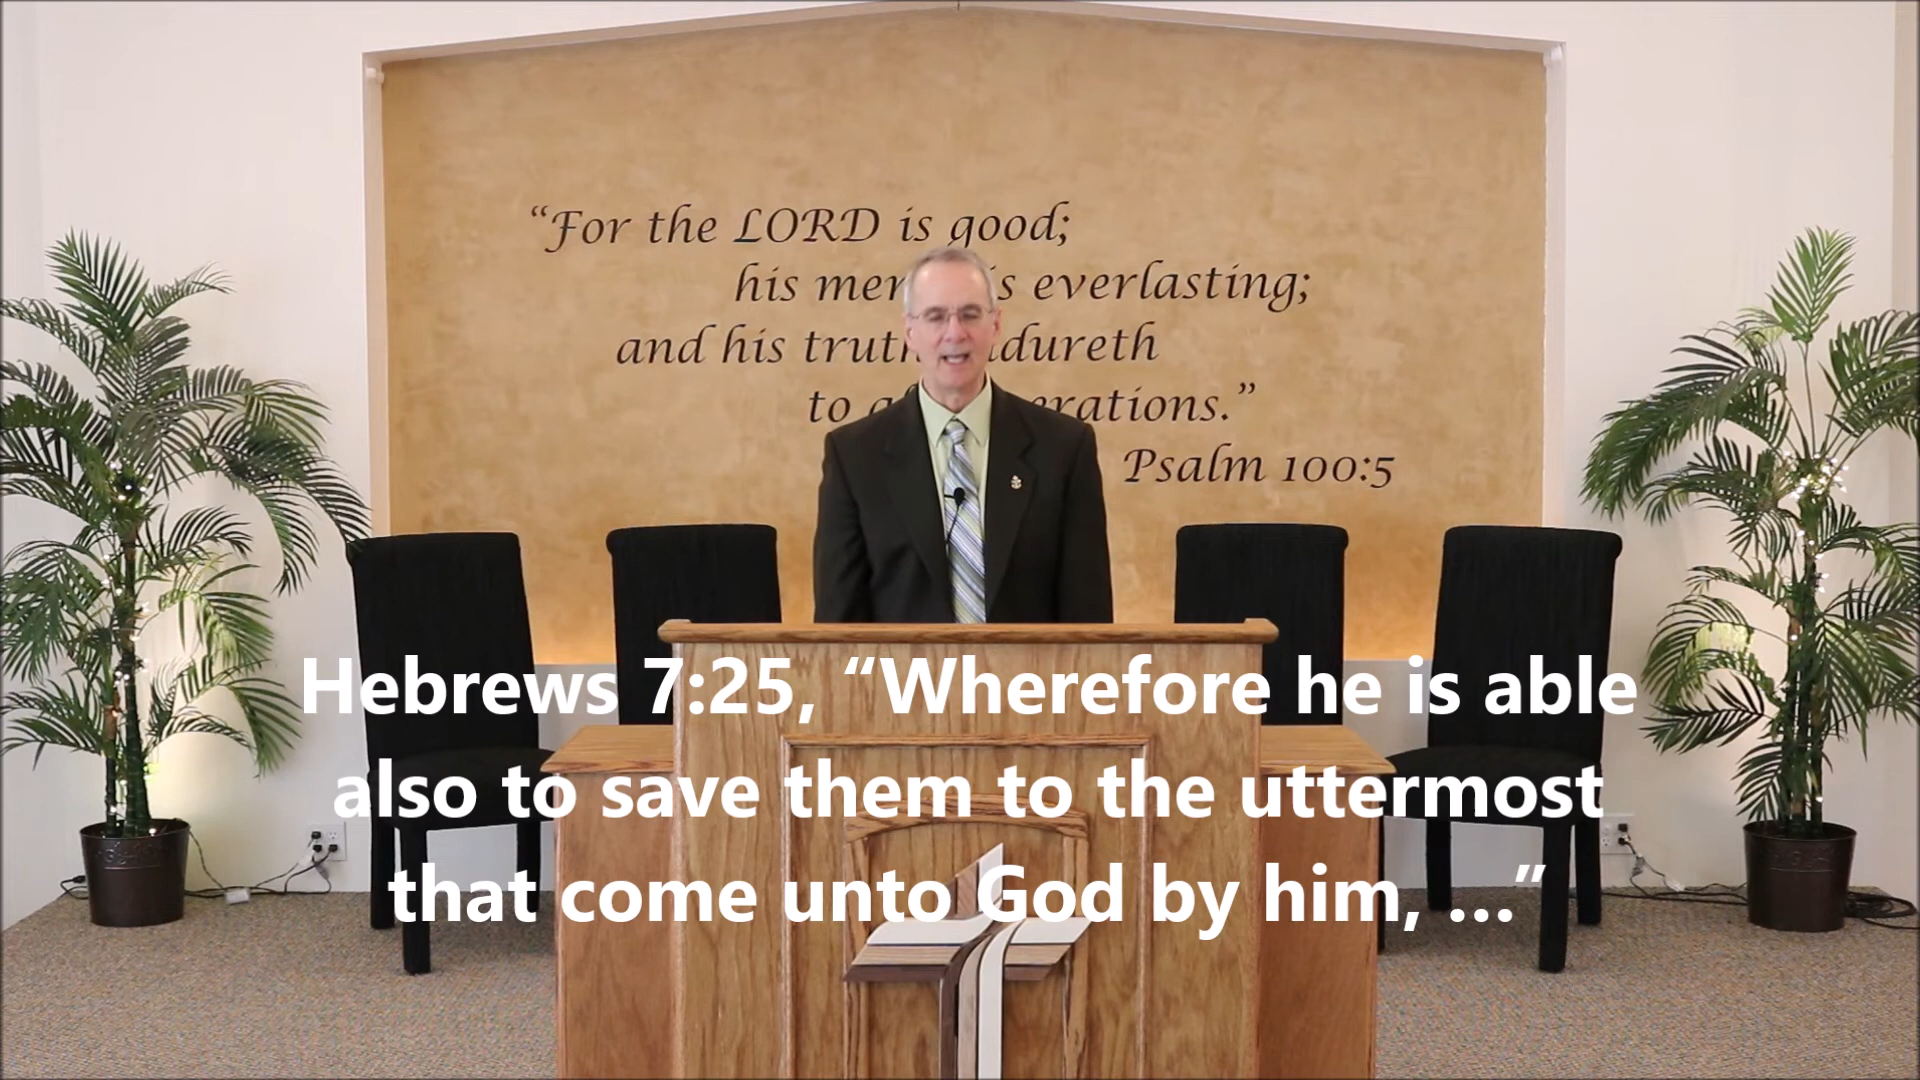 “For the LORD is good;
his is everlasting;
and his
to
Psalm 100:5
Hebrews 7:25, “Wherefore he is able
also to save them to the uttermost
that come unto God by him, ...”